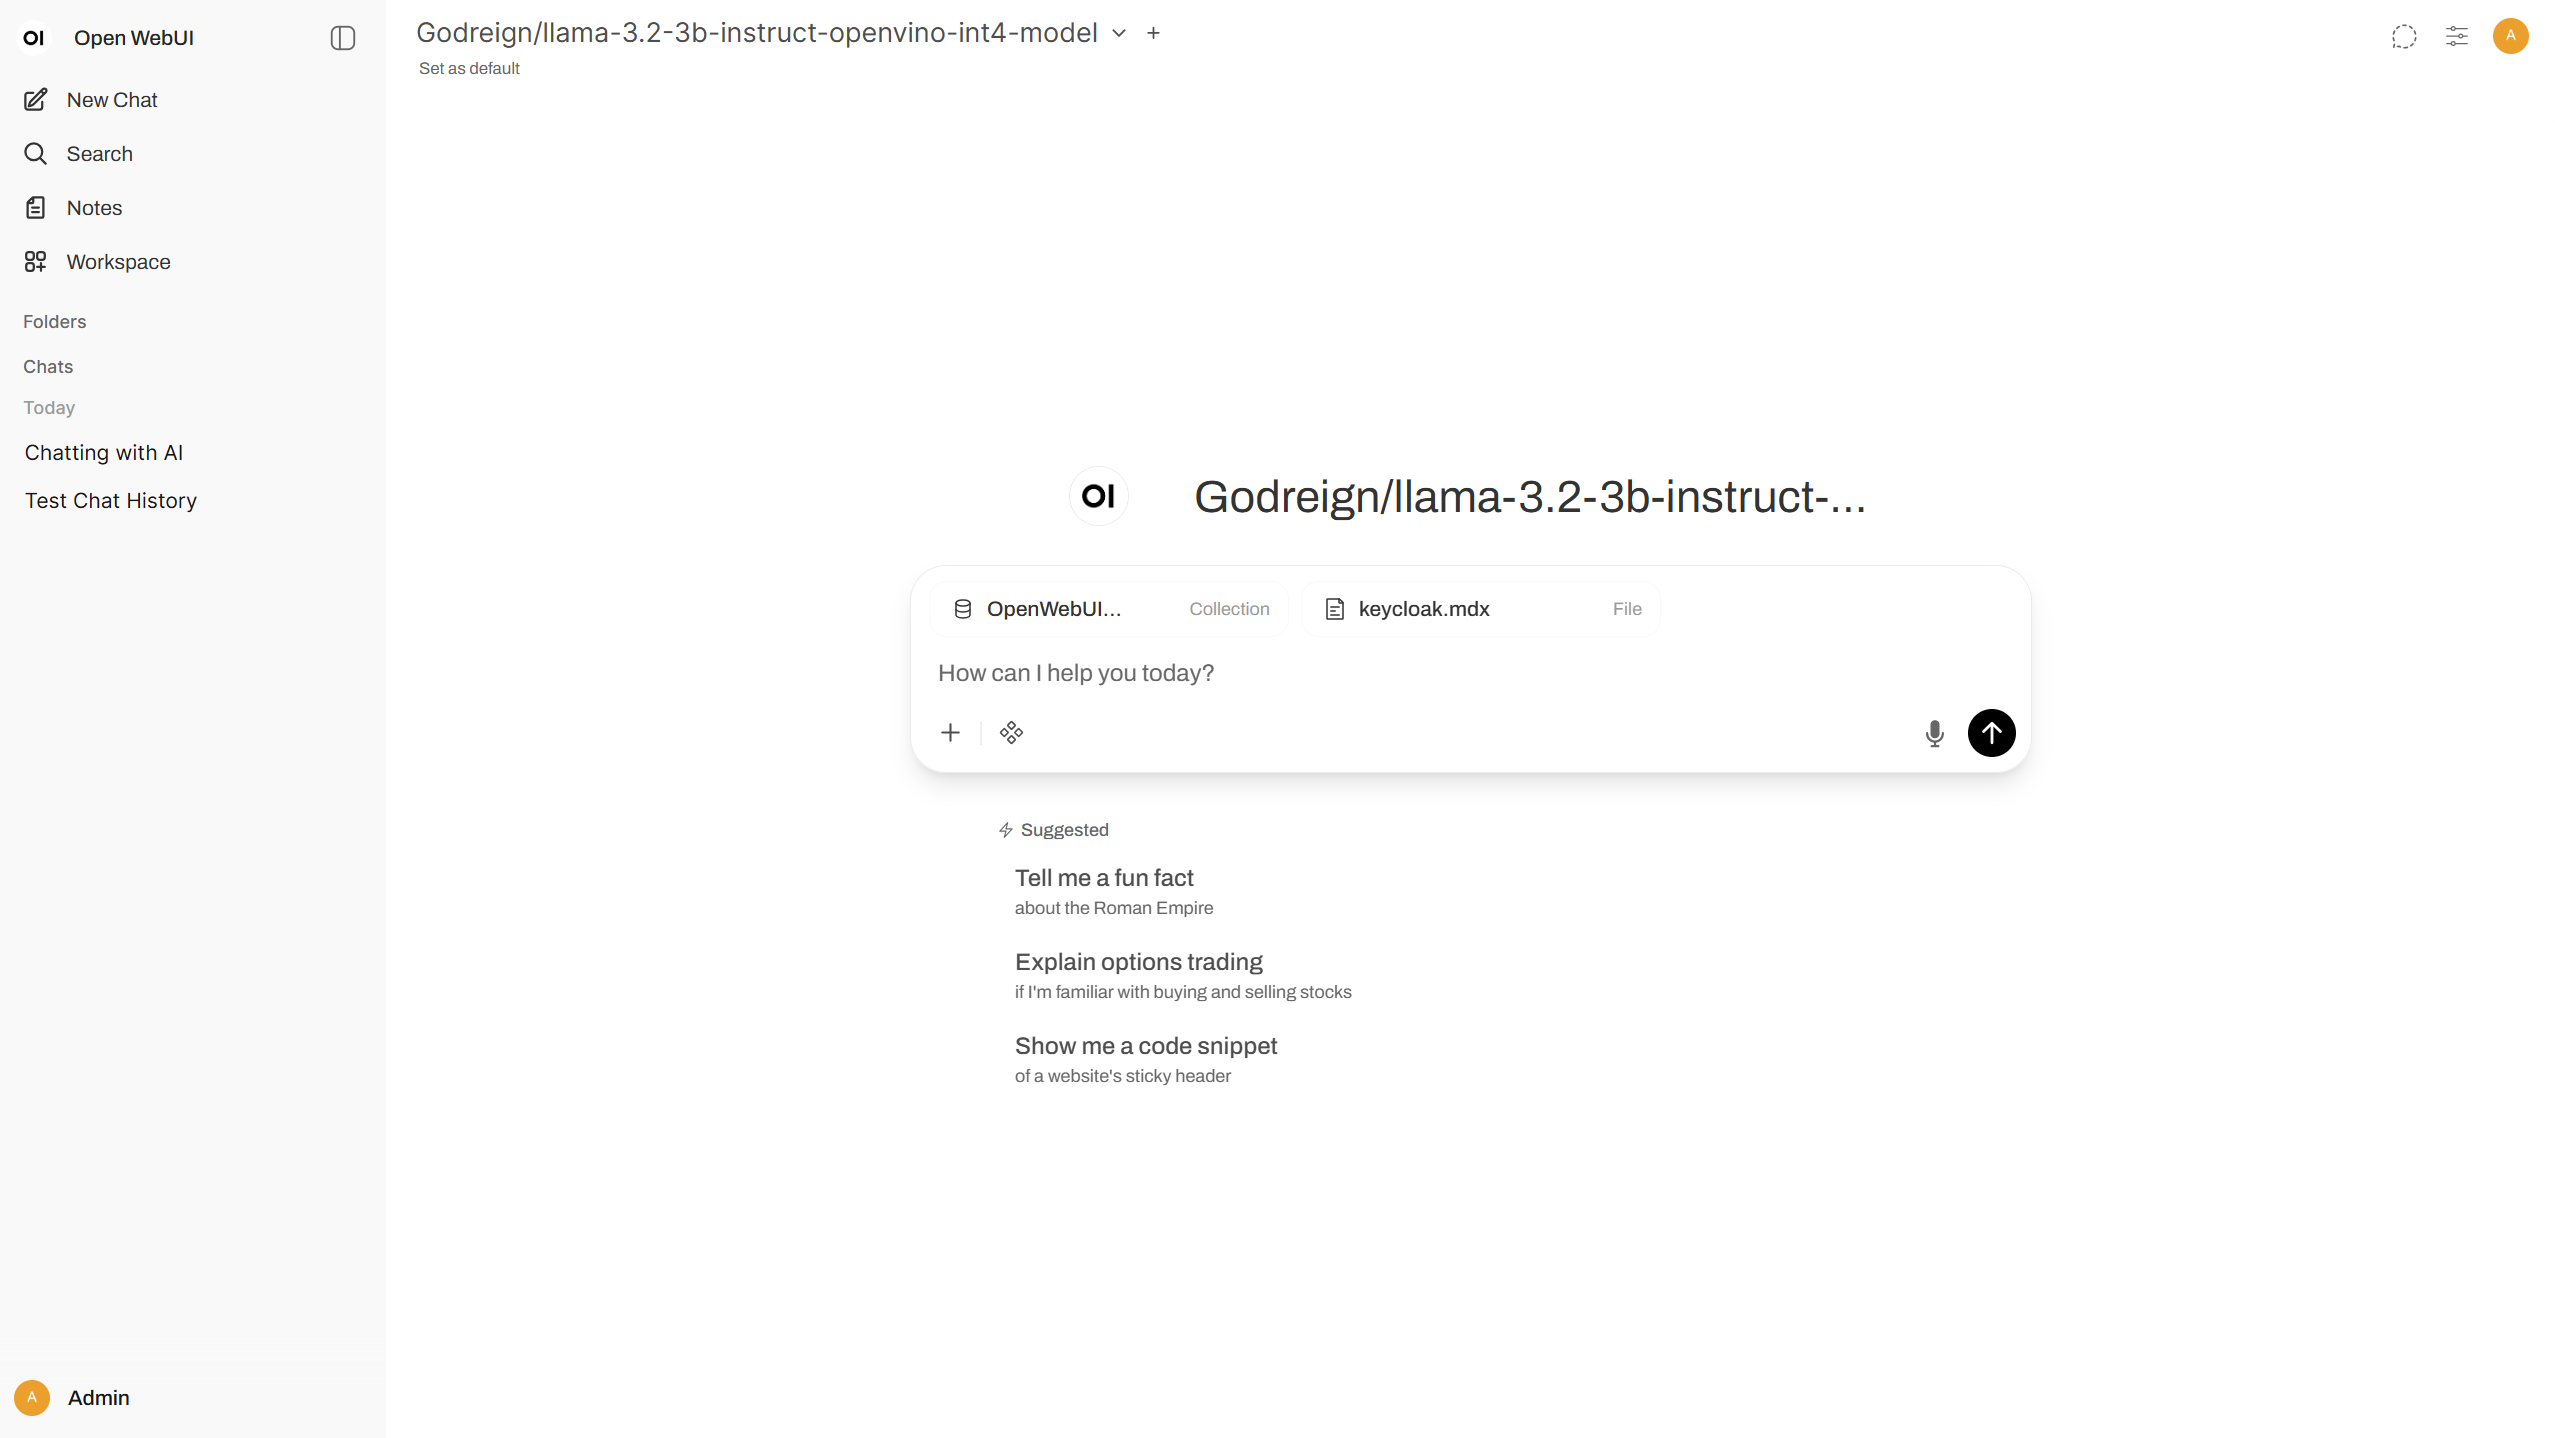 OI Open WebUI
New Chat
Search
Notes
Workspace
Folders
Chats
Today
Chatting with AI
Test Chat History
A Admin
Godreign/llama-3.2-3b-instruct-openvino-int4-model
Set as default
A
OI Godreign/llama-3.2-3b-instruct-...
OpenWebUI... Collection keycloak.mdx File
How can I help you today?
Suggested
Tell me a fun fact
about the Roman Empire
Explain options trading
if I'm familiar with buying and selling stocks
Show me a code snippet
of a website's sticky header